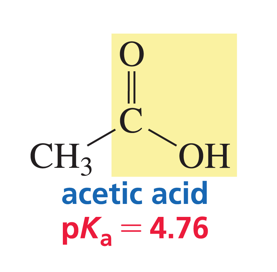 O
C
CH₃ OH
acetic acid
pKₐ = 4.76